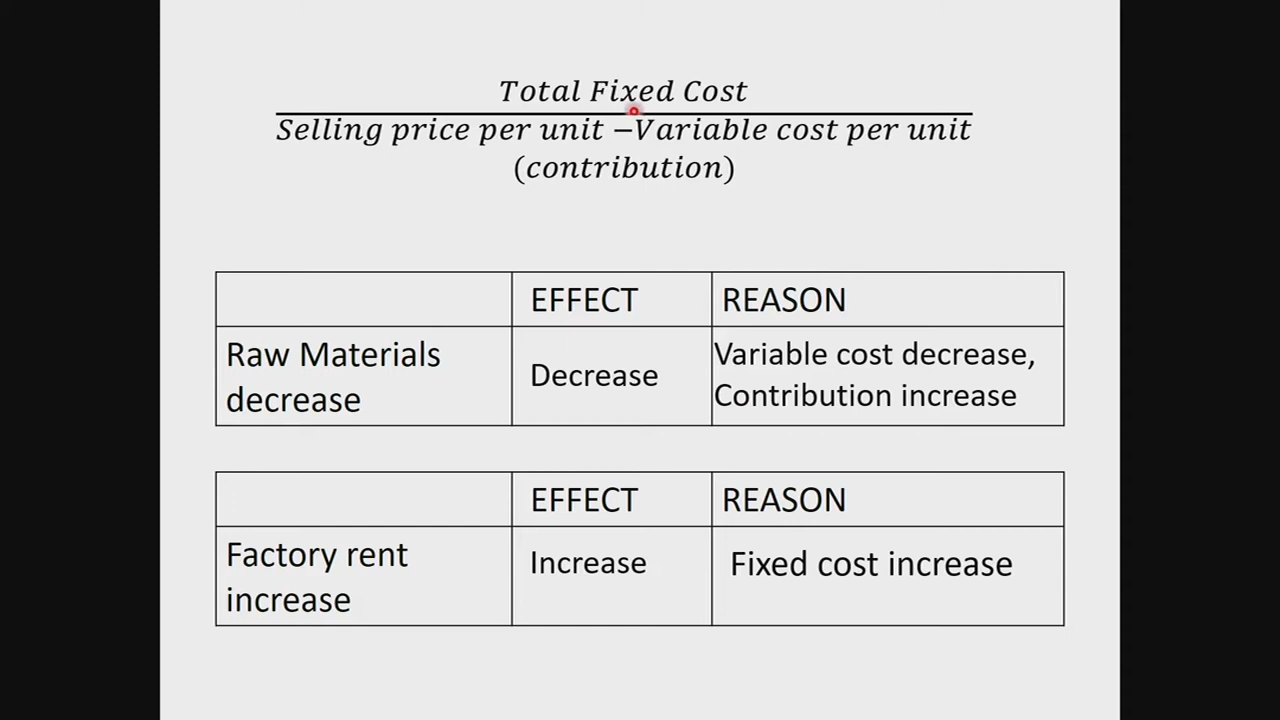 Total Fixed Cost
Selling price per unit −Variable cost per unit
(contribution)
EFFECT REASON
Raw Materials decrease Decrease Variable cost decrease, Contribution increase
EFFECT REASON
Factory rent increase Increase Fixed cost increase